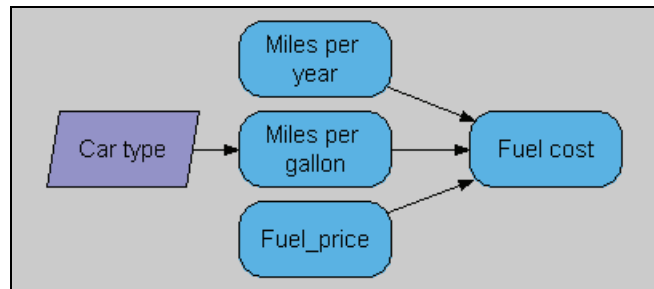 Miles per
year
Car type
Miles per
gallon
Fuel cost
Fuel_price